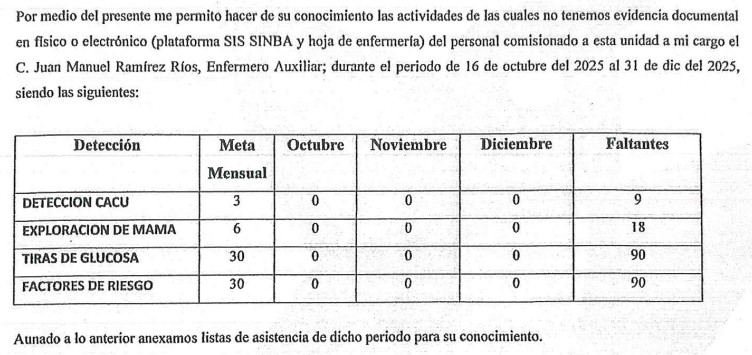 Por medio del presente me permito hacer de su conocimiento las actividades de las cuales no tenemos evidencia documental
en físico o electrónico (plataforma SIS SINBA y hoja de enfermería) del personal comisionado a esta unidad a mi cargo el
C. Juan Manuel Ramírez Ríos, Enfermero Auxiliar; durante el periodo de 16 de octubre del 2025 al 31 de dic del 2025,
siendo las siguientes:
Detección Meta Mensual Octubre Noviembre Diciembre Faltantes
DETECCION CACU 3 0 0 0 9
EXPLORACION DE MAMA 6 0 0 0 18
TIRAS DE GLUCOSA 30 0 0 0 90
FACTORES DE RIESGO 30 0 0 0 90
Aunado a lo anterior anexamos listas de asistencia de dicho periodo para su conocimiento.